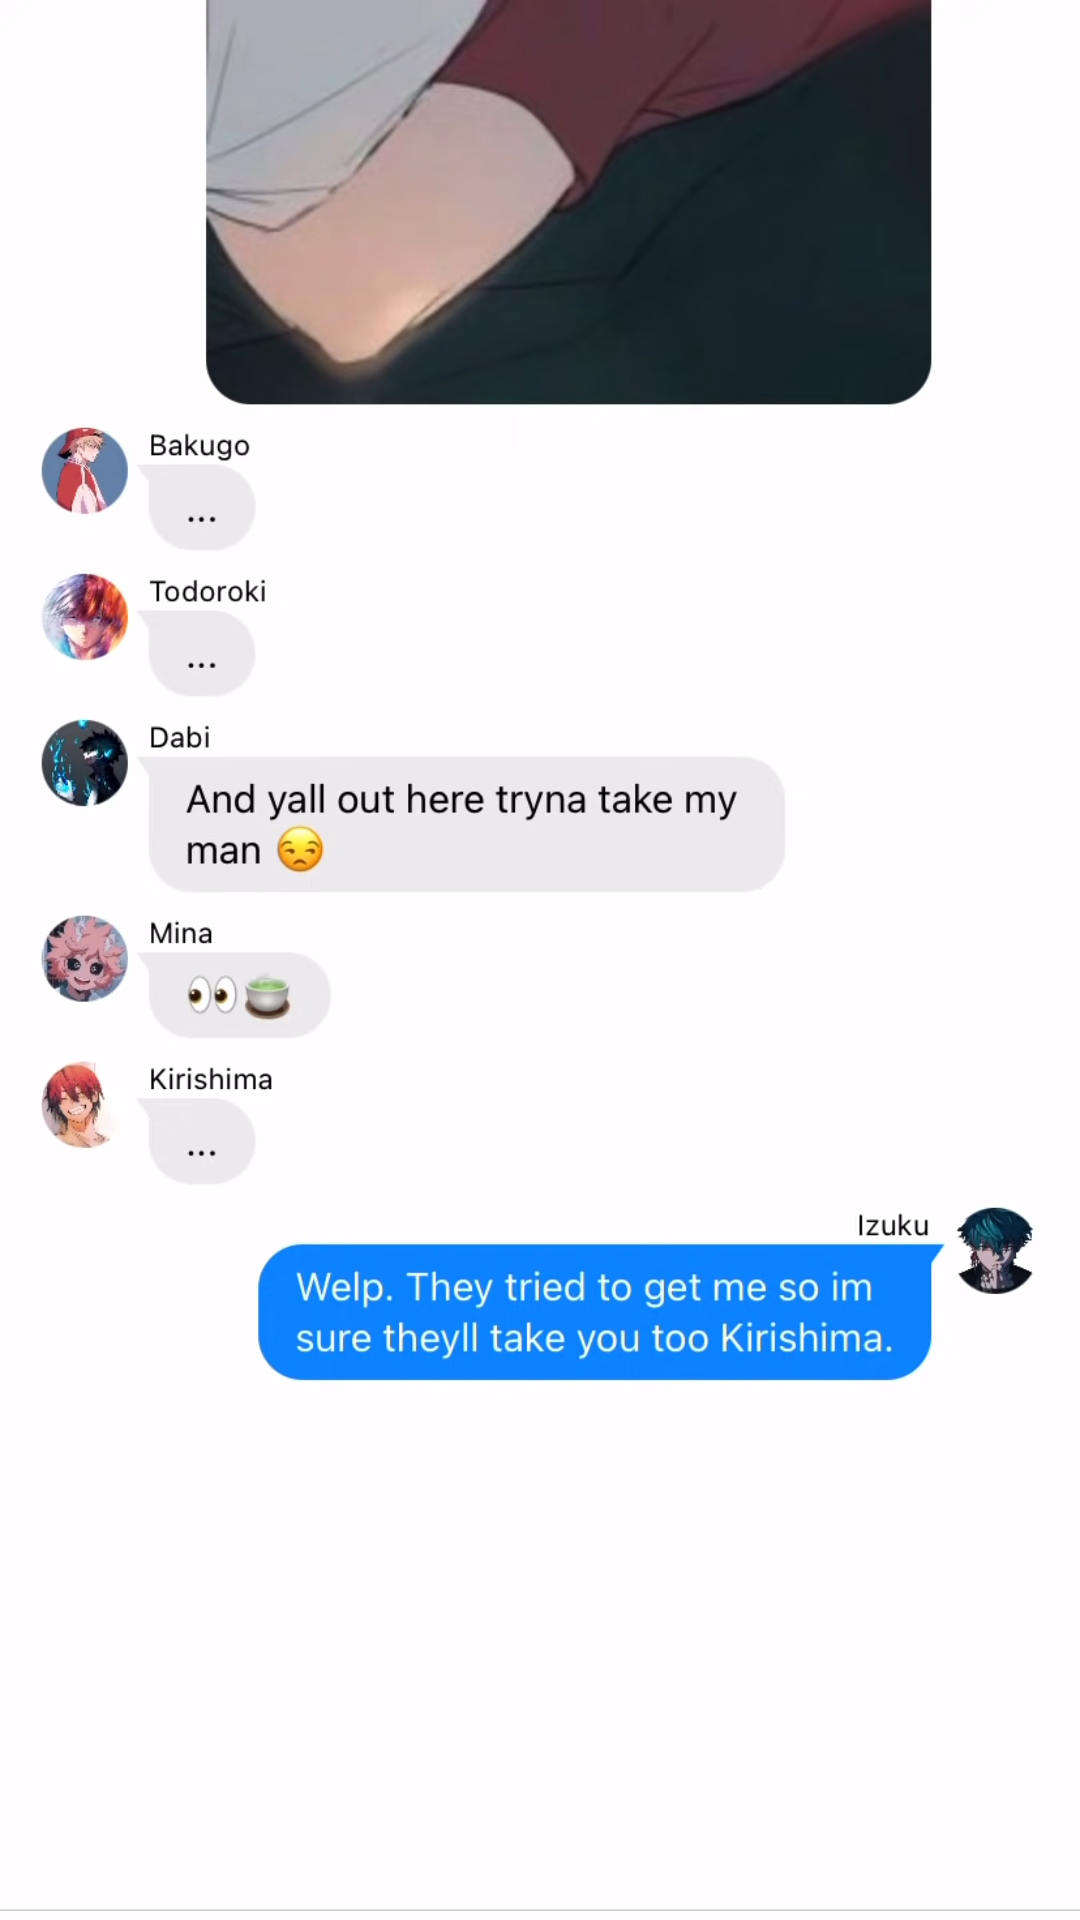 Bakugo
...
Todoroki
...
Dabi
And yall out here tryna take my
man 😒
Mina
👀🍵
Kirishima
...
Izuku
Welp. They tried to get me so im
sure theyll take you too Kirishima.